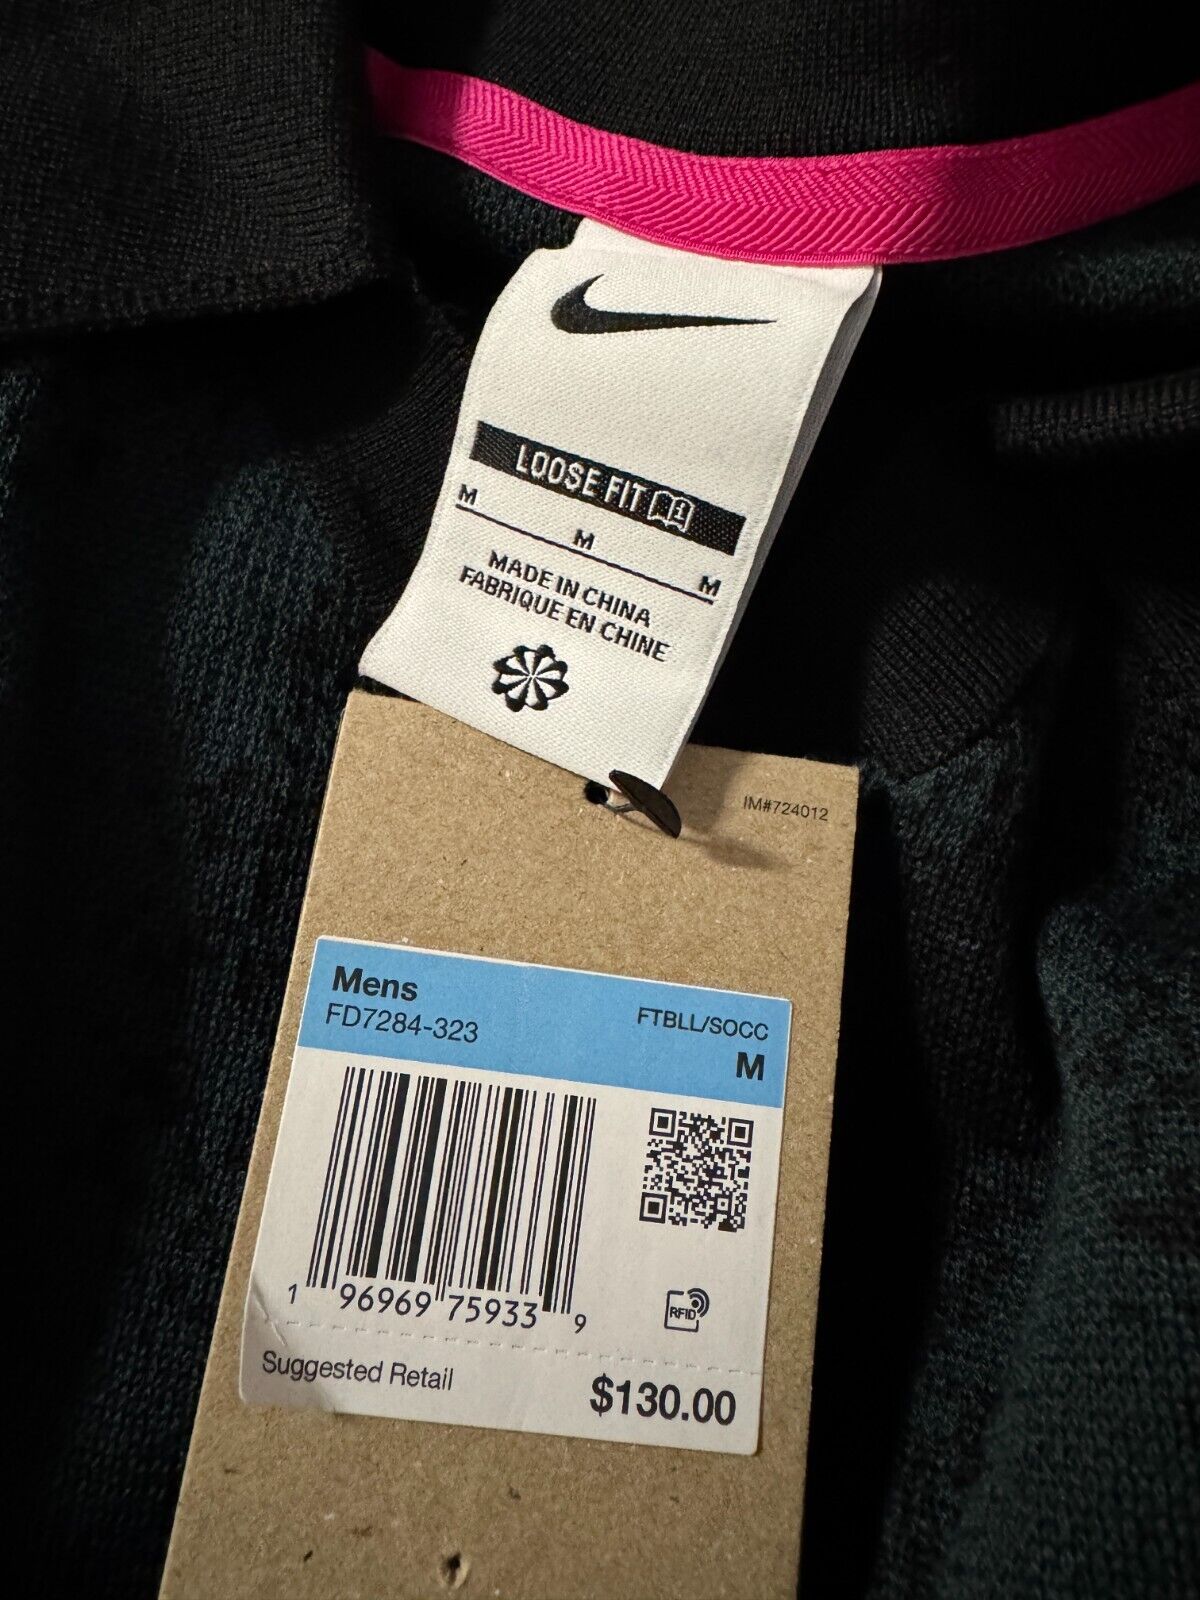 LOOSE FIT
M
M
M
MADE IN CHINA
FABRIQUE EN CHINE
IM#724012
Mens
FD7284-323
FTBLL/SOCC
M
1 96969 75933 9
RFID
Suggested Retail
$130.00